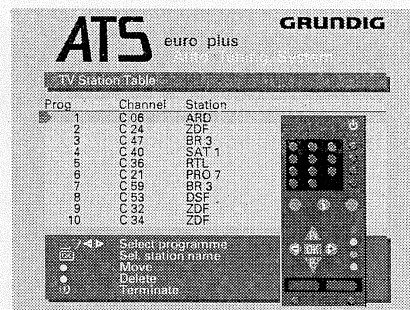 ATS euro plus
GRUNDIG
Auto Tuning System
TV Station Table
Prog Channel Station
1 C 06 ARD
2 C 24 ZDF
3 C 47 BR 3
4 C 40 SAT 1
5 C 36 RTL
6 C 21 PRO 7
7 C 59 BR 3
8 C 53 DSF
9 C 32 ZDF
10 C 34 ZDF
Select programme
OK Sel. station name
Move
Delete
Terminate
OK